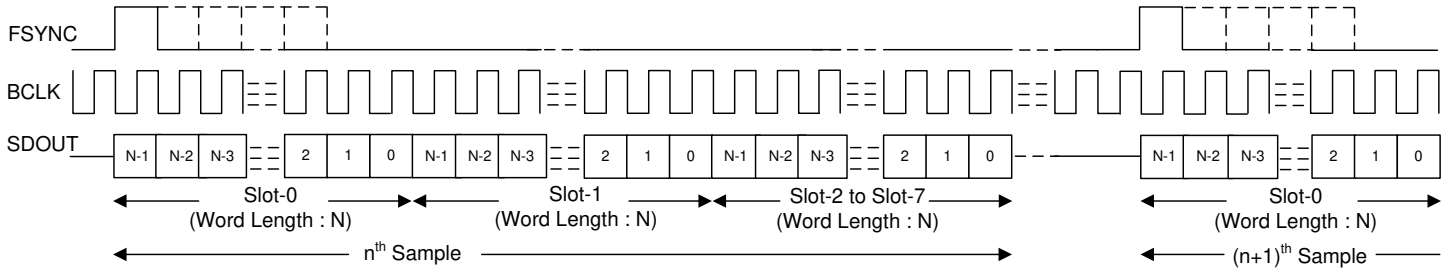 FSYNC
BCLK
SDOUT N-1 N-2 N-3 2 1 0 N-1 N-2 N-3 2 1 0 N-1 N-2 N-3 2 1 0 N-1 N-2 N-3 2 1 0
Slot-0 Slot-1 Slot-2 to Slot-7 Slot-0
(Word Length : N) (Word Length : N) (Word Length : N) (Word Length : N)
nth Sample (n+1)th Sample